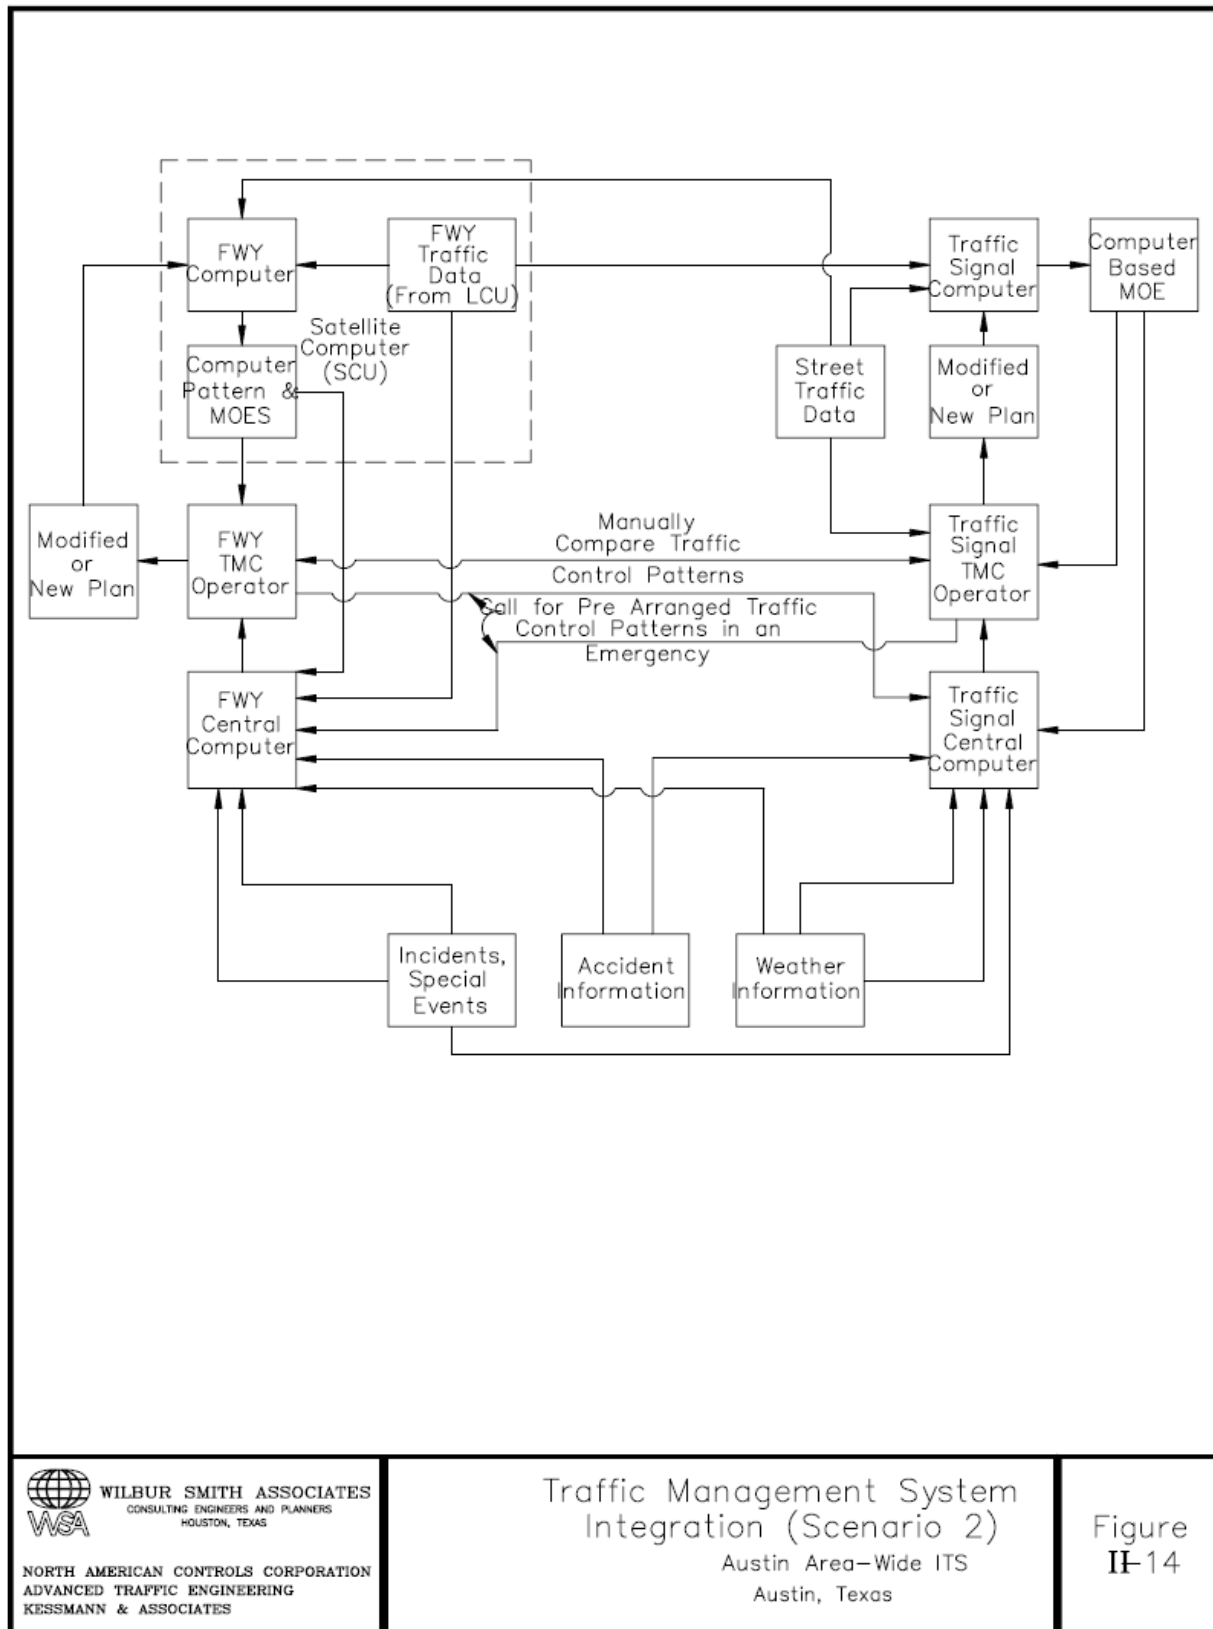 FWY
Computer
FWY
Traffic
Data
(From LCU)
Traffic
Signal
Computer
Computer
Based
MOE
Satellite
Computer
(SCU)
Computer
Pattern &
MOES
Street
Traffic
Data
Modified
or
New Plan
Modified
or
New Plan
FWY
TMC
Operator
Manually
Compare Traffic
Control Patterns
Traffic
Signal
TMC
Operator
Call for Pre Arranged Traffic
Control Patterns in an
Emergency
FWY
Central
Computer
Traffic
Signal
Central
Computer
Incidents,
Special
Events
Accident
Information
Weather
Information
WSA
WILBUR SMITH ASSOCIATES
CONSULTING ENGINEERS AND PLANNERS
HOUSTON, TEXAS
NORTH AMERICAN CONTROLS CORPORATION
ADVANCED TRAFFIC ENGINEERING
KESSMANN & ASSOCIATES
Traffic Management System
Integration (Scenario 2)
Austin Area-Wide ITS
Austin, Texas
Figure
II-14